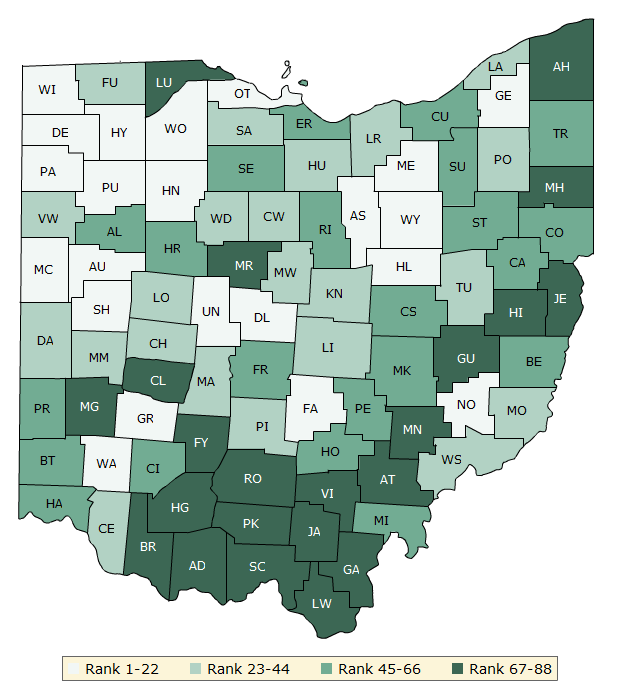 LA
AH
WI
FU
LU
OT
GE
DE
HY
WO
SA
ER
LR
CU
TR
ME
PO
PA
PU
HN
SE
HU
SU
MH
VW
AL
WD
CW
RI
AS
WY
ST
CO
MC
AU
HR
MR
MW
HL
CA
SH
LO
UN
DL
KN
CS
TU
HI
JE
DA
MM
CH
MA
FR
LI
MK
GU
BE
CL
PR
MG
GR
FA
PE
NO
MO
FY
PI
MN
BT
WA
CI
HO
WS
HA
CE
HG
RO
VI
AT
PK
JA
MI
BR
AD
SC
GA
LW
Rank 1-22 Rank 23-44 Rank 45-66 Rank 67-88